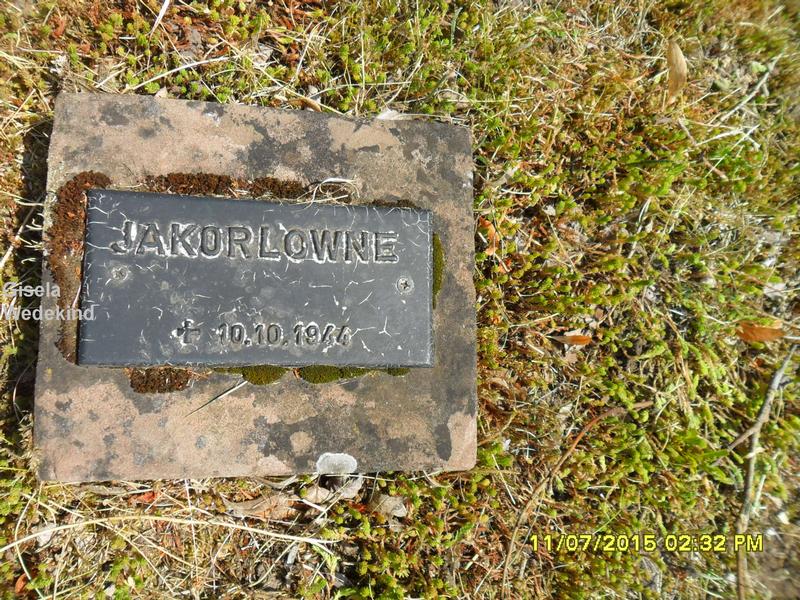 JAKORLOWNE
✝ 10.10.1944
Gisela
Wedekind
11/07/2015 02:32 PM